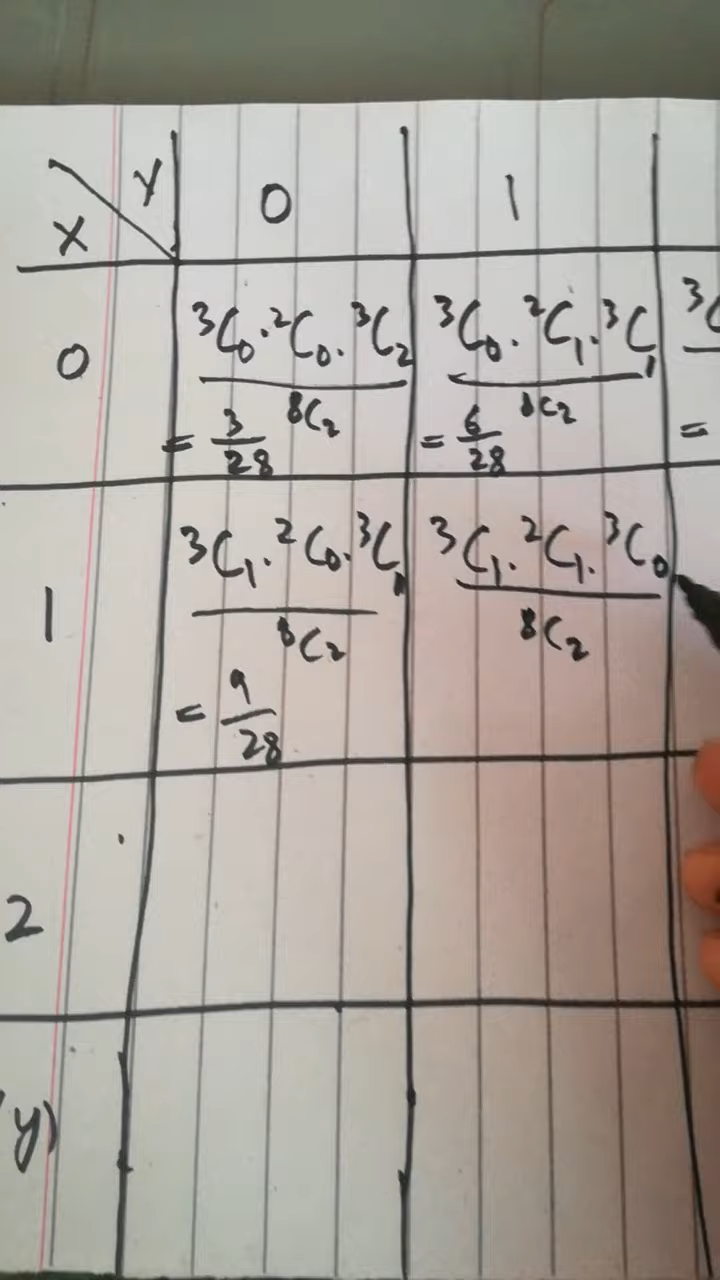 Y 0 1
X
0 ³C₀.²C₀.³C₂ ³C₀.²C₁.³C₁ ³C
⁸C₂ ⁸C₂
= 3/28 = 6/28 =
1 ³C₁.²C₀.³C₁ ³C₁.²C₁.³C₀
⁸C₂ ⁸C₂
= 9/28
2
y)